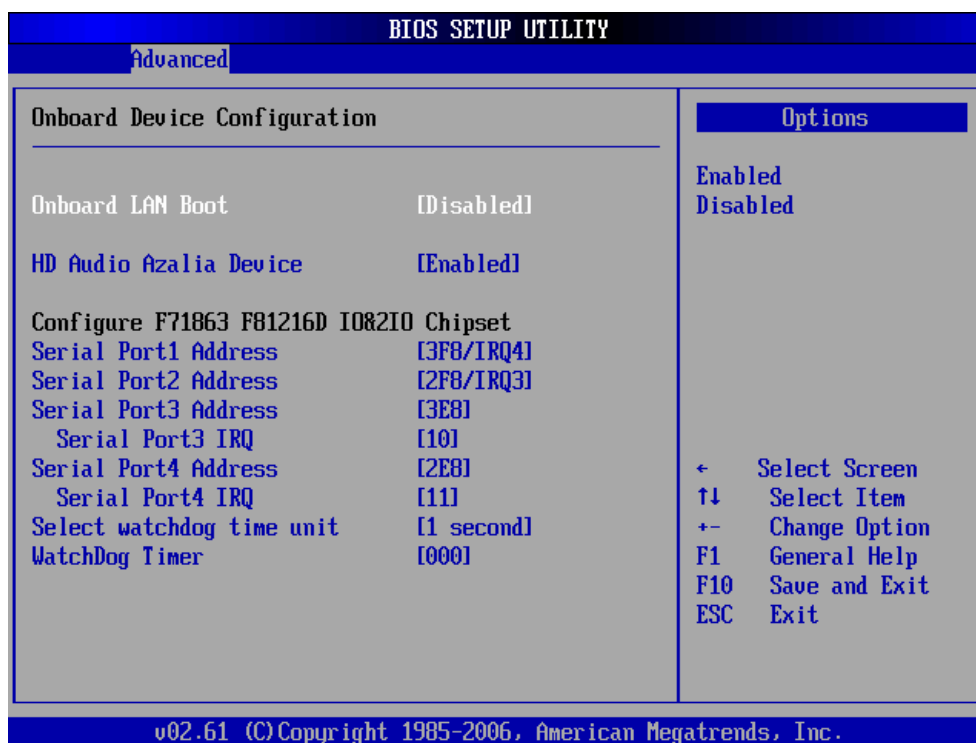 BIOS SETUP UTILITY
Advanced
Onboard Device Configuration
Onboard LAN Boot [Disabled]
HD Audio Azalia Device [Enabled]
Configure F71863 F81216D IO&2IO Chipset
Serial Port1 Address [3F8/IRQ4]
Serial Port2 Address [2F8/IRQ3]
Serial Port3 Address [3E8]
Serial Port3 IRQ [10]
Serial Port4 Address [2E8]
Serial Port4 IRQ [11]
Select watchdog time unit [1 second]
WatchDog Timer [000]
Options
Enabled
Disabled
← Select Screen
↑↓ Select Item
+- Change Option
F1 General Help
F10 Save and Exit
ESC Exit
v02.61 (C)Copyright 1985-2006, American Megatrends, Inc.